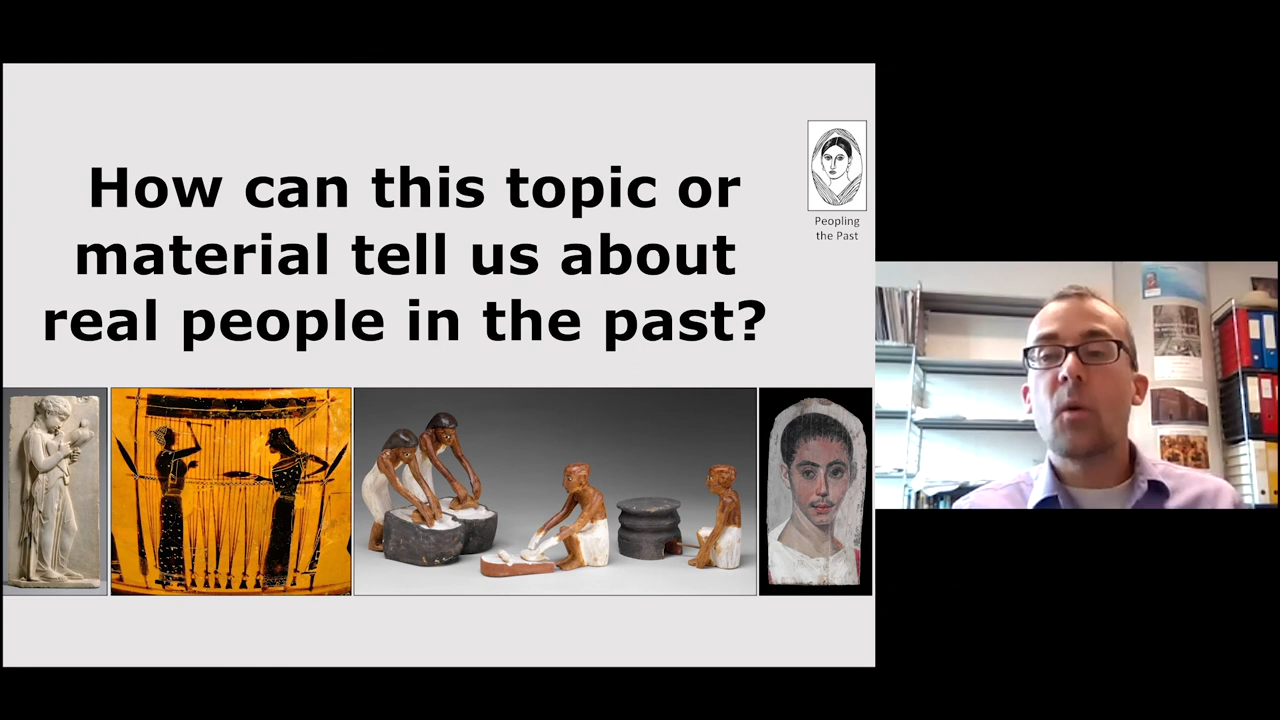 How can this topic or
material tell us about
real people in the past?
Peopling
the Past